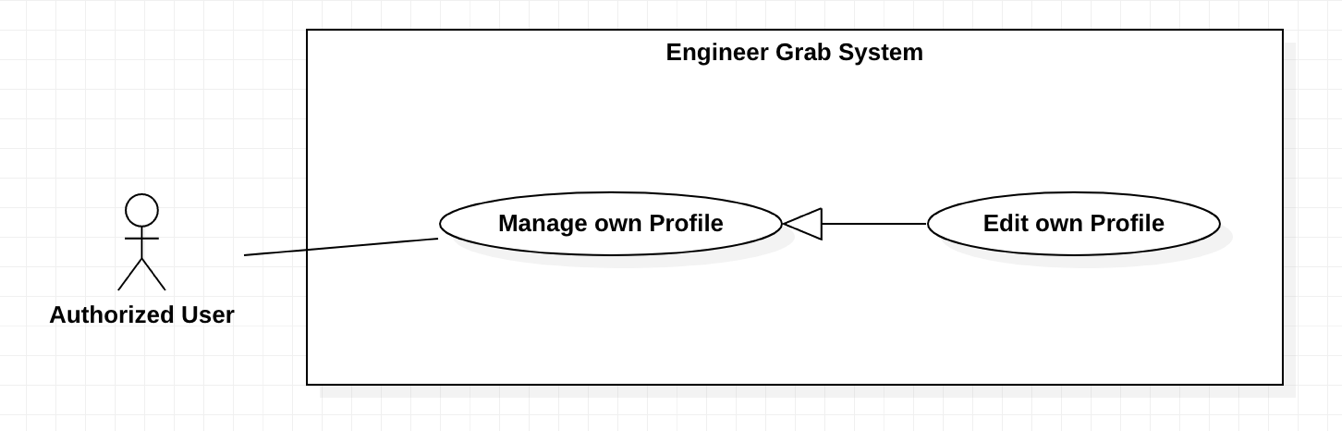 Engineer Grab System
Manage own Profile
Edit own Profile
Authorized User